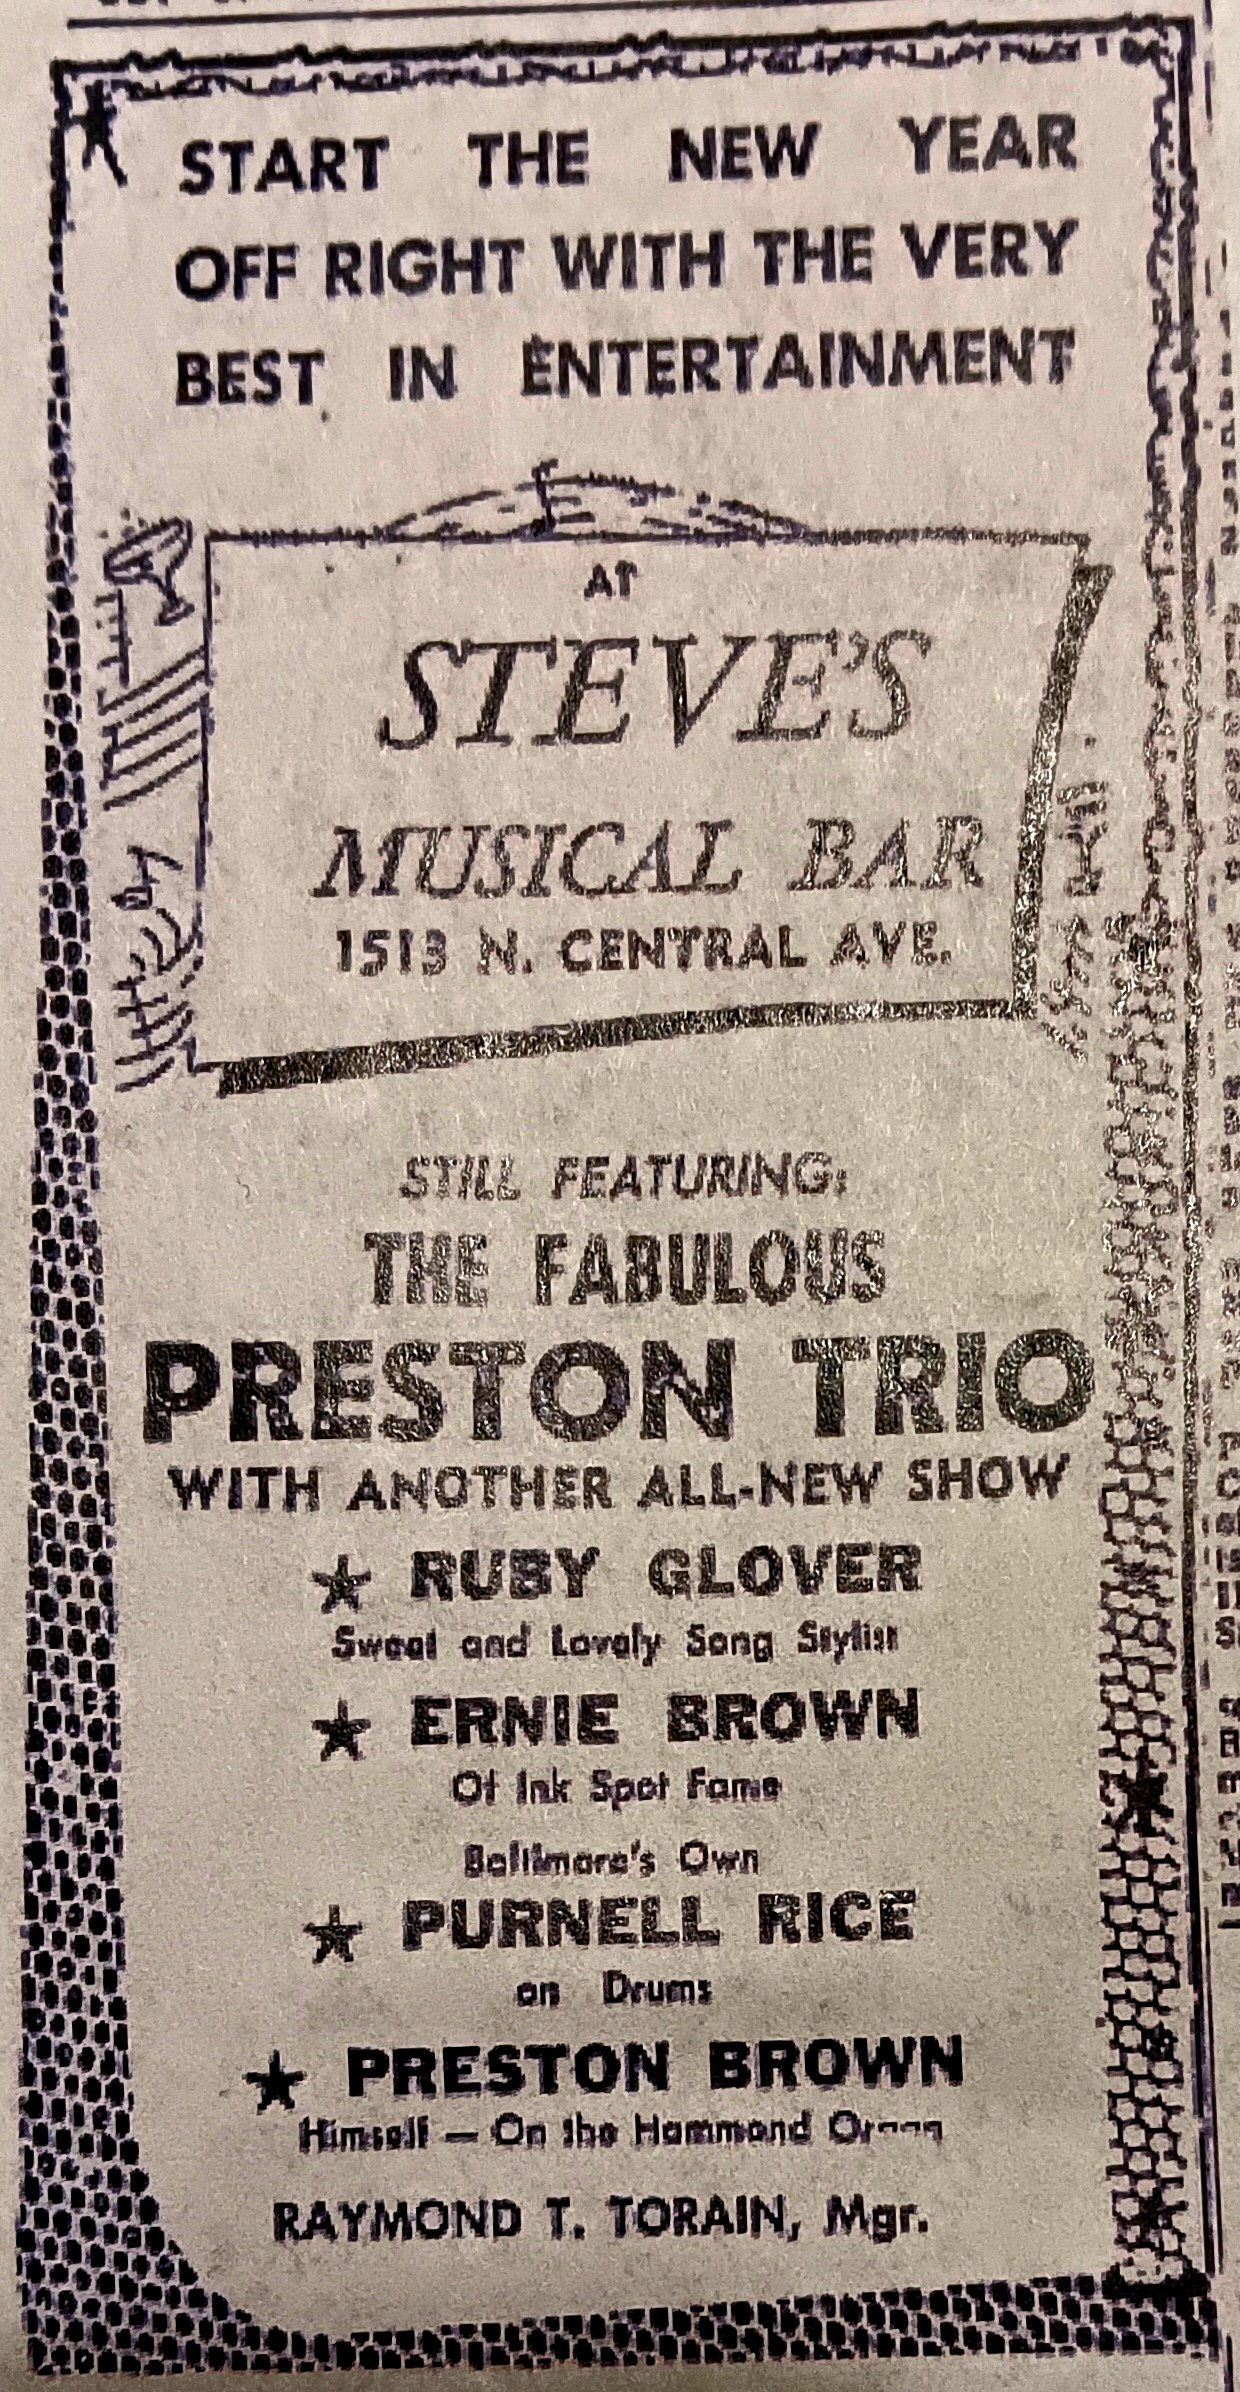 START THE NEW YEAR
OFF RIGHT WITH THE VERY
BEST IN ENTERTAINMENT
AT
STEVE'S
MUSICAL BAR
1513 N. CENTRAL AVE.
STILL FEATURING:
THE FABULOUS
PRESTON TRIO
WITH ANOTHER ALL-NEW SHOW
★ RUBY GLOVER
Sweet and Lovely Song Stylist
★ ERNIE BROWN
Of Ink Spot Fame
Baltimore's Own
★ PURNELL RICE
on Drums
★ PRESTON BROWN
Himself — On the Hammond Organ
RAYMOND T. TORAIN, Mgr.